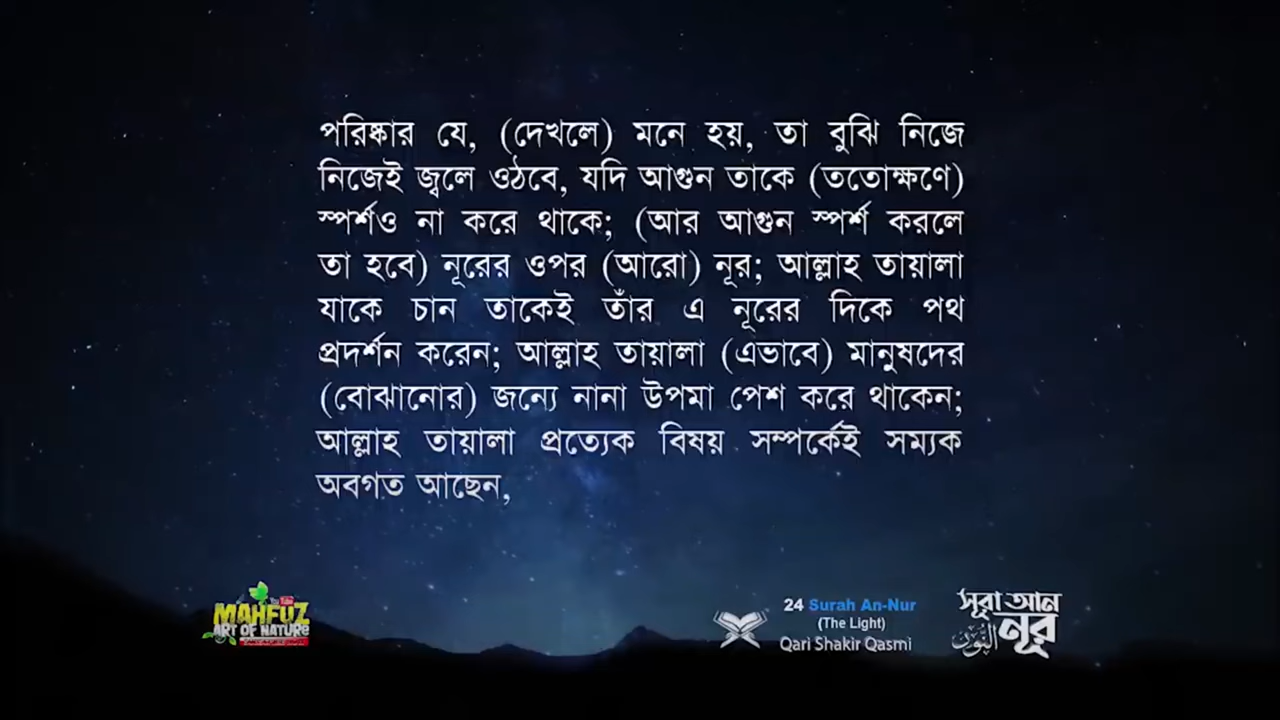 পরিষ্কার যে, (দেখলে) মনে হয়, তা বুঝি নিজে
নিজেই জ্বলে ওঠবে, যদি আগুন তাকে (ততোক্ষণে)
স্পর্শও না করে থাকে; (আর আগুন স্পর্শ করলে
তা হবে) নূরের ওপর (আরো) নূর; আল্লাহ তায়ালা
যাকে চান তাকেই তাঁর এ নূরের দিকে পথ
প্রদর্শন করেন; আল্লাহ তায়ালা (এভাবে) মানুষদের
(বোঝানোর) জন্যে নানা উপমা পেশ করে থাকেন;
আল্লাহ তায়ালা প্রত্যেক বিষয় সম্পর্কেই সম্যক
অবগত আছেন,
MAHFUZ
ART OF NATURE
24 Surah An-Nur
(The Light)
Qari Shakir Qasmi
সূরা আন
নূর
النور